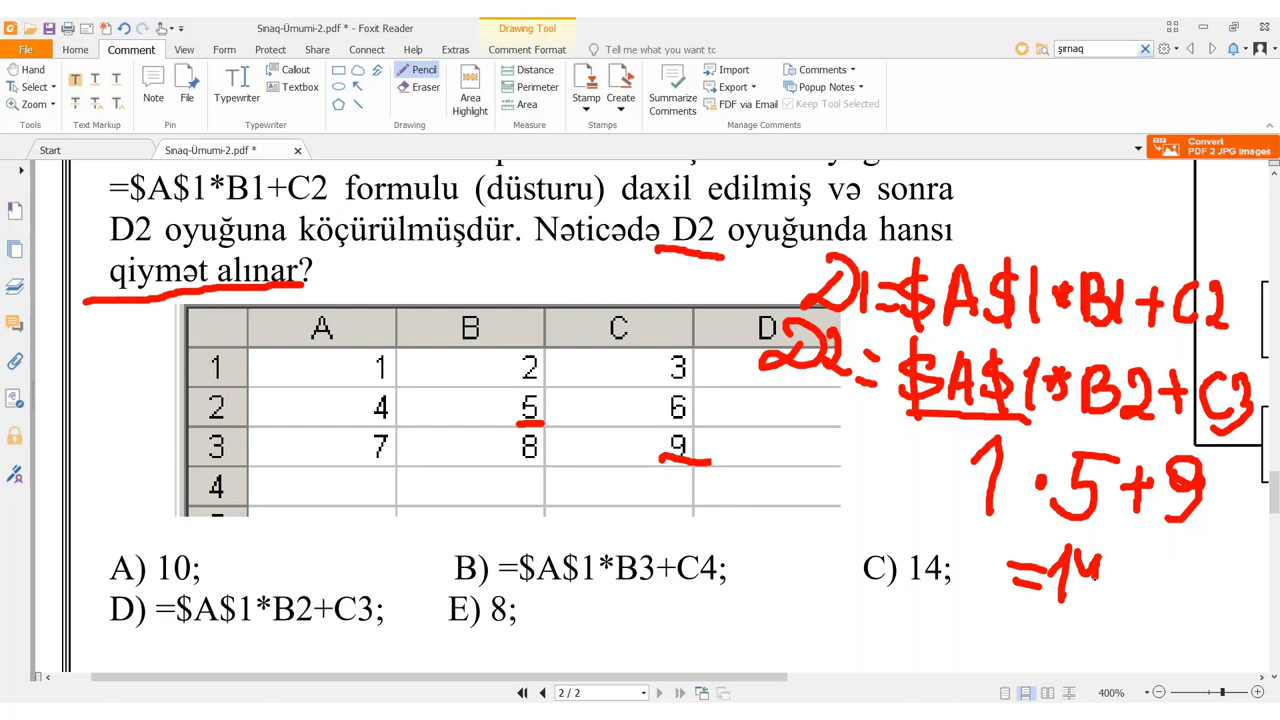 Sınaq-Ümumi-2.pdf * - Foxit Reader
Drawing Tool
File Home Comment View Form Protect Share Connect Help Extras Comment Format Tell me what you want tc
şırnaq
Hand
Select
Zoom
Tools
Text Markup
Note
File
Pin
Typewriter
Callout
Textbox
Typewriter
Pencil
Eraser
Drawing
Area Highlight
Distance
Perimeter
Area
Measure
Stamp
Create
Stamps
Summarize Comments
Import
Export
FDF via Email
Comments
Popup Notes
Keep Tool Selected
Manage Comments
Start
Sınaq-Ümumi-2.pdf *
Convert
PDF 2 JPG Images
=$A$1*B1+C2 formulu (düsturu) daxil edilmiş və sonra
D2 oyuğuna köçürülmüşdür. Nəticədə D2 oyuğunda hansı
qiymət alınar?
A B C D
1 1 2 3
2 4 5 6
3 7 8 9
4
D1=$A$1*B1+C2
D2=$A$1*B2+C3
1·5+9
=14
A) 10; B) =$A$1*B3+C4; C) 14;
D) =$A$1*B2+C3; E) 8;
2 / 2
400%